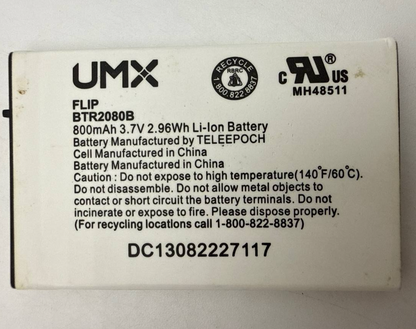 UMX
RECYCLE
RBRC
1.800.822.8837
c RU US
MH48511
FLIP
BTR2080B
800mAh 3.7V 2.96Wh Li-Ion Battery
Battery Manufactured by TELEEPOCH
Cell Manufactured in China
Battery Manufactured in China
Caution : Do not expose to high temperature(140°F/60°C).
Do not disassemble. Do not allow metal objects to
contact or short circuit the battery terminals. Do not
incinerate or expose to fire. Please dispose properly.
(For recycling locations call 1-800-822-8837)
DC13082227117